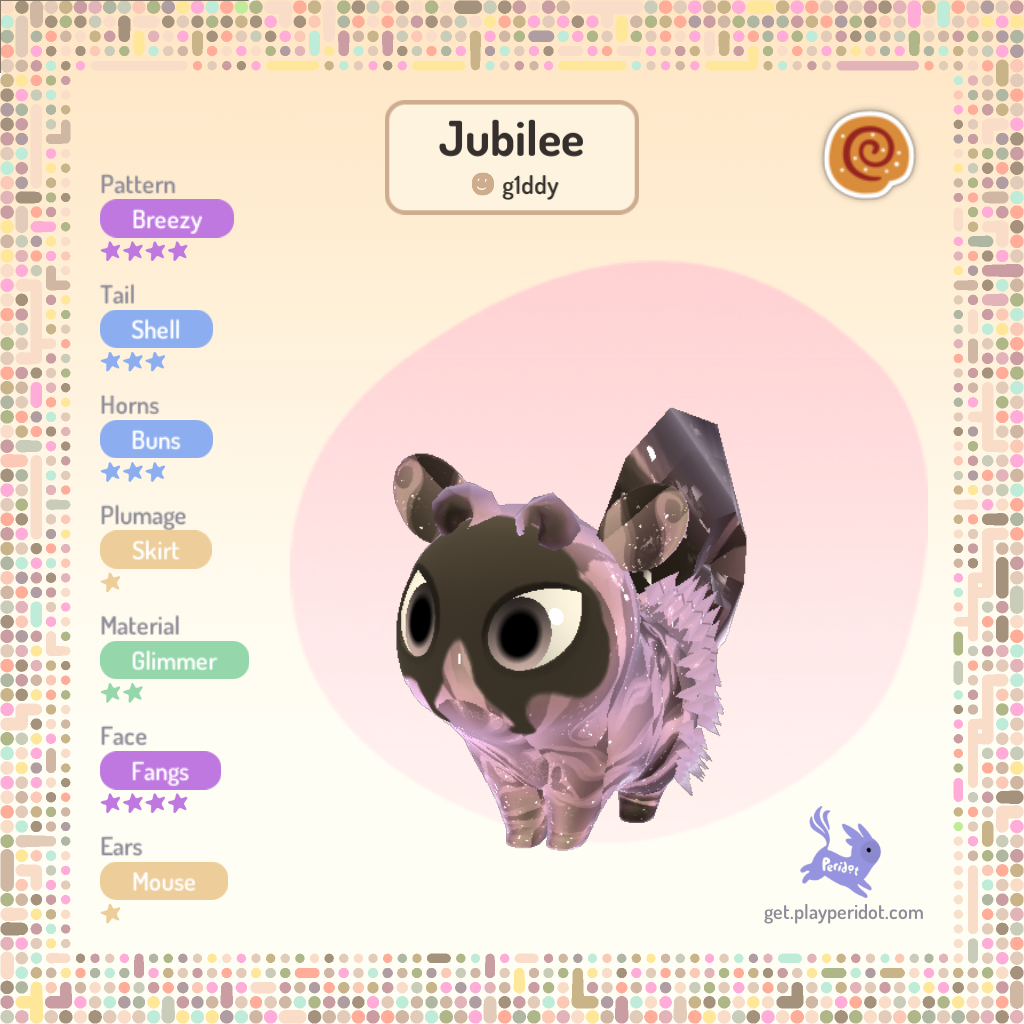 Jubilee
g1ddy
Pattern
Breezy
Tail
Shell
Horns
Buns
Plumage
Skirt
Material
Glimmer
Face
Fangs
Ears
Mouse
Peridot
get.playperidot.com